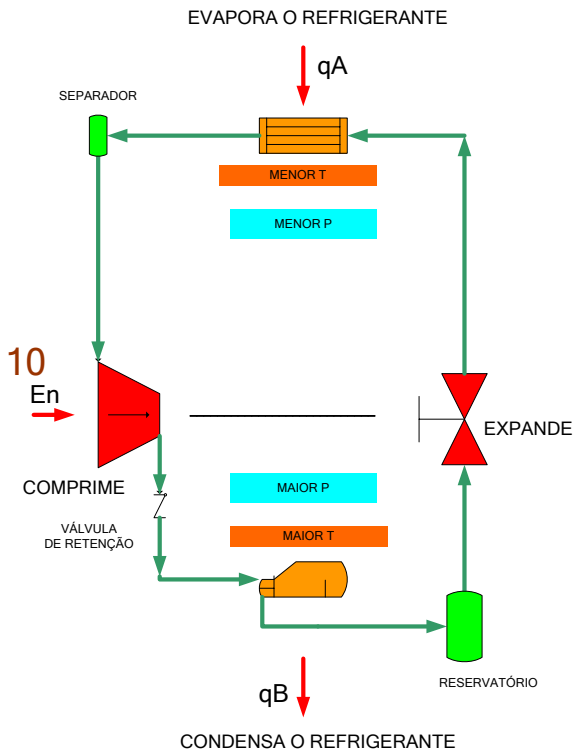 EVAPORA O REFRIGERANTE
qA
SEPARADOR
MENOR T
MENOR P
10
En
EXPANDE
COMPRIME
MAIOR P
VÁLVULA
DE RETENÇÃO
MAIOR T
RESERVATÓRIO
qB
CONDENSA O REFRIGERANTE